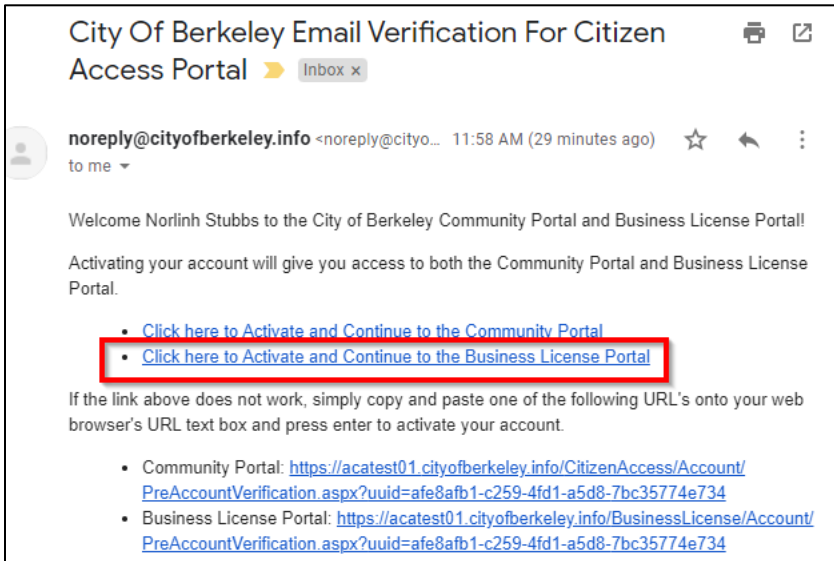 City Of Berkeley Email Verification For Citizen
Access Portal Inbox x
noreply@cityofberkeley.info <noreply@cityo... 11:58 AM (29 minutes ago)
to me
Welcome Norlinh Stubbs to the City of Berkeley Community Portal and Business License Portal!
Activating your account will give you access to both the Community Portal and Business License
Portal.
• Click here to Activate and Continue to the Community Portal
• Click here to Activate and Continue to the Business License Portal
If the link above does not work, simply copy and paste one of the following URL's onto your web
browser's URL text box and press enter to activate your account.
• Community Portal: https://acatest01.cityofberkeley.info/CitizenAccess/Account/
PreAccountVerification.aspx?uuid=afe8afb1-c259-4fd1-a5d8-7bc35774e734
• Business License Portal: https://acatest01.cityofberkeley.info/BusinessLicense/Account/
PreAccountVerification.aspx?uuid=afe8afb1-c259-4fd1-a5d8-7bc35774e734